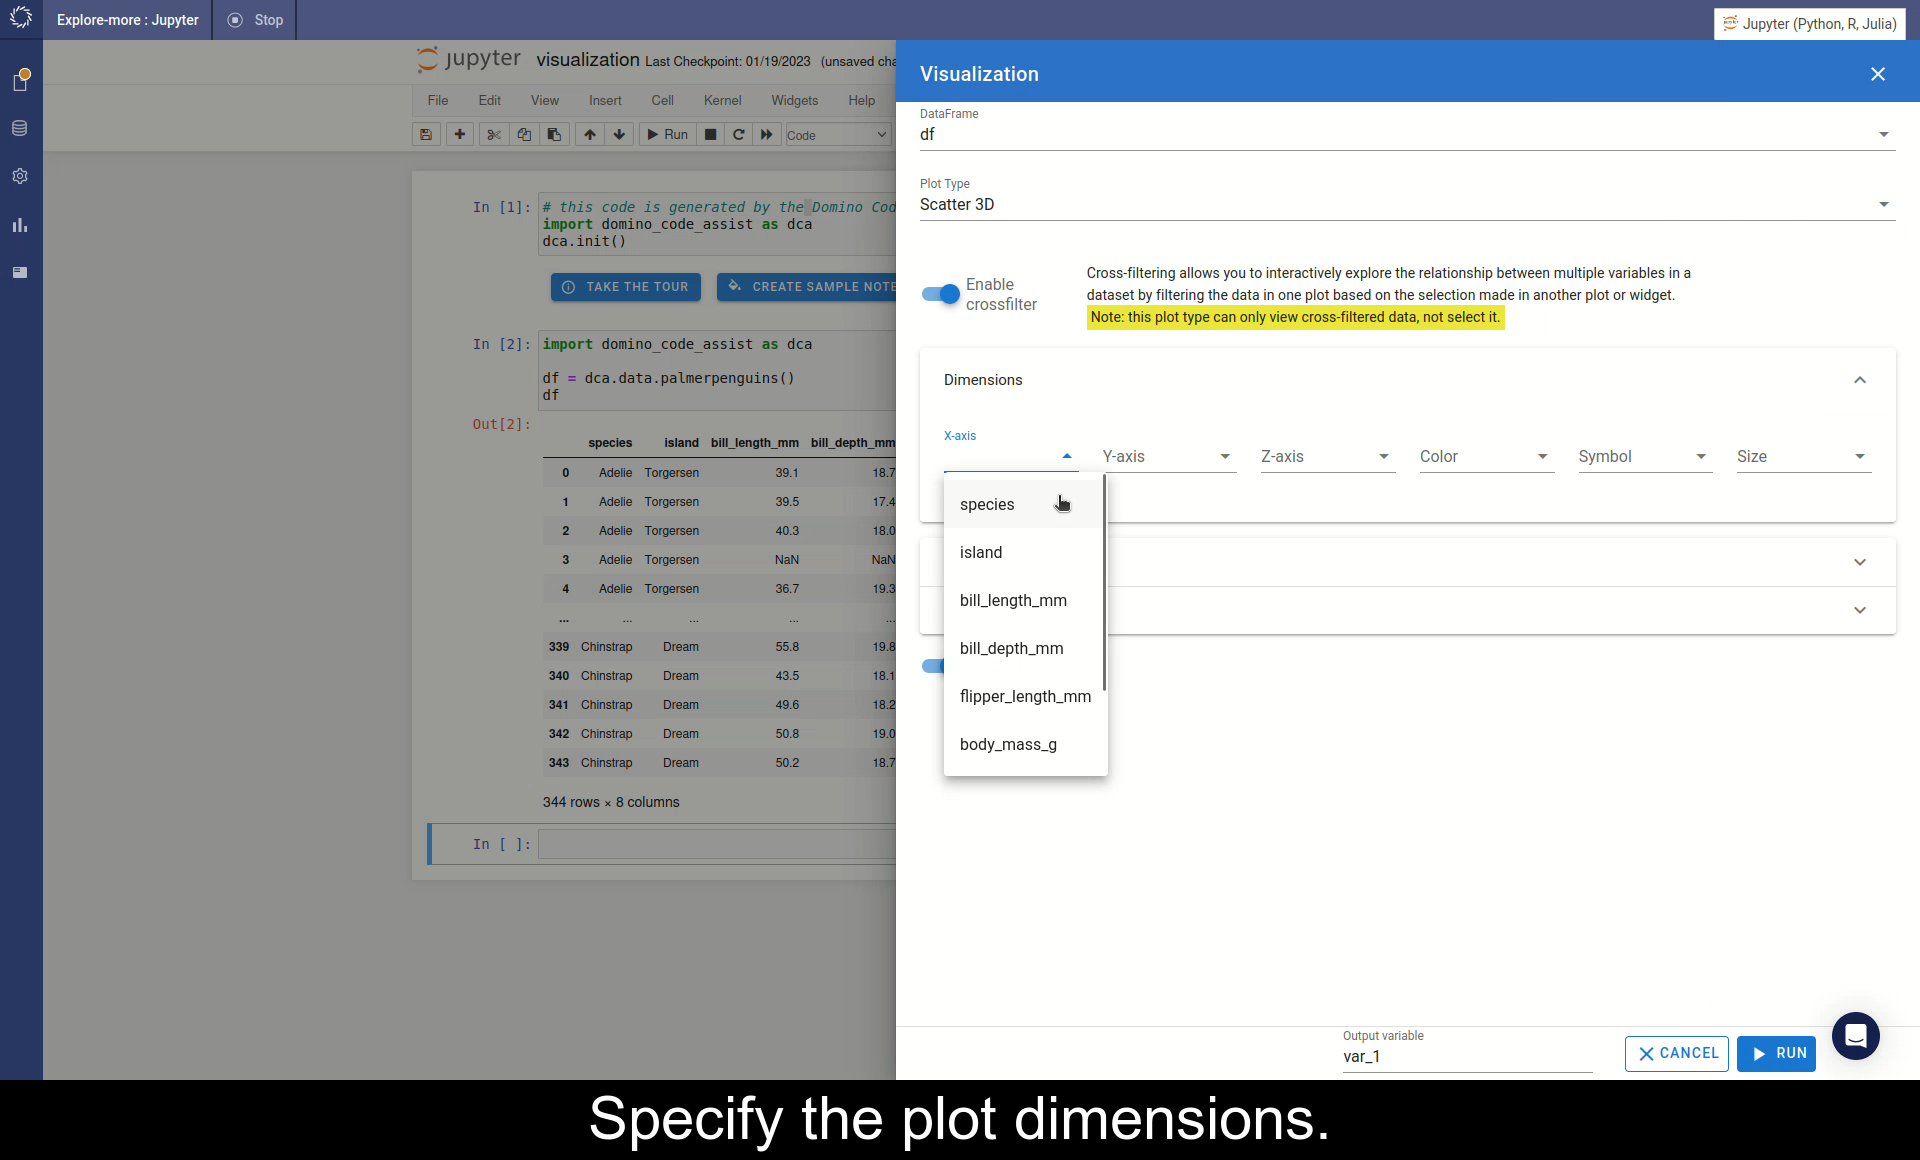 Explore-more : Jupyter
Stop
Jupyter (Python, R, Julia)
jupyter visualization Last Checkpoint: 01/19/2023 (unsaved cha
File Edit View Insert Cell Kernel Widgets Help
Run Code
In [1]: # this code is generated by the Domino Cod
import domino_code_assist as dca
dca.init()
TAKE THE TOUR CREATE SAMPLE NOTE
In [2]: import domino_code_assist as dca
df = dca.data.palmerpenguins()
df
Out[2]:
species island bill_length_mm bill_depth_mm
0 Adelie Torgersen 39.1 18.7
1 Adelie Torgersen 39.5 17.4
2 Adelie Torgersen 40.3 18.0
3 Adelie Torgersen NaN NaN
4 Adelie Torgersen 36.7 19.3
... ... ... ... ...
339 Chinstrap Dream 55.8 19.8
340 Chinstrap Dream 43.5 18.1
341 Chinstrap Dream 49.6 18.2
342 Chinstrap Dream 50.8 19.0
343 Chinstrap Dream 50.2 18.7
344 rows × 8 columns
In [ ]:
Visualization
DataFrame
df
Plot Type
Scatter 3D
Enable
crossfilter
Cross-filtering allows you to interactively explore the relationship between multiple variables in a
dataset by filtering the data in one plot based on the selection made in another plot or widget.
Note: this plot type can only view cross-filtered data, not select it.
Dimensions
X-axis
Y-axis Z-axis Color Symbol Size
species
island
bill_length_mm
bill_depth_mm
flipper_length_mm
body_mass_g
Output variable
var_1
CANCEL
RUN
Specify the plot dimensions.